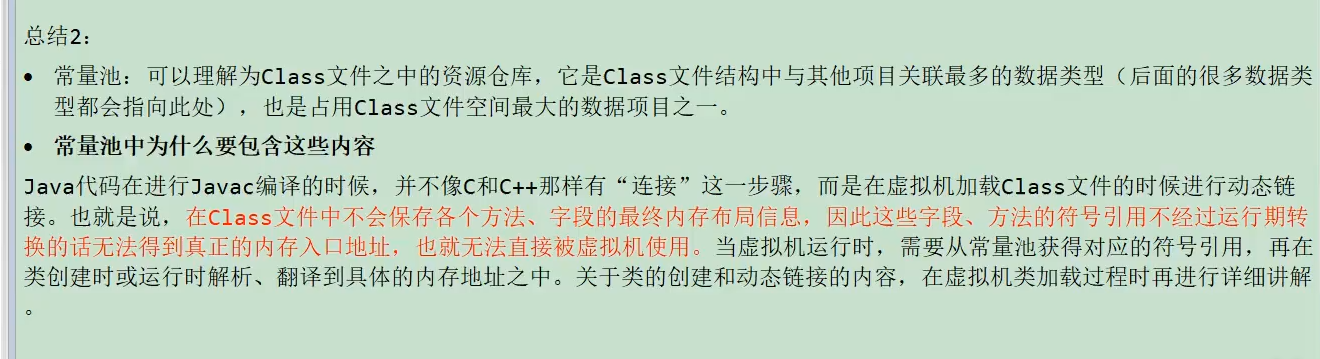 总结2：
• 常量池：可以理解为Class文件之中的资源仓库，它是Class文件结构中与其他项目关联最多的数据类型（后面的很多数据类
型都会指向此处），也是占用Class文件空间最大的数据项目之一。
• 常量池中为什么要包含这些内容
Java代码在进行Javac编译的时候，并不像C和C++那样有“连接”这一步骤，而是在虚拟机加载Class文件的时候进行动态链
接。也就是说，在Class文件中不会保存各个方法、字段的最终内存布局信息，因此这些字段、方法的符号引用不经过运行期转
换的话无法得到真正的内存入口地址，也就无法直接被虚拟机使用。当虚拟机运行时，需要从常量池获得对应的符号引用，再在
类创建时或运行时解析、翻译到具体的内存地址之中。关于类的创建和动态链接的内容，在虚拟机类加载过程时再进行详细讲解
。